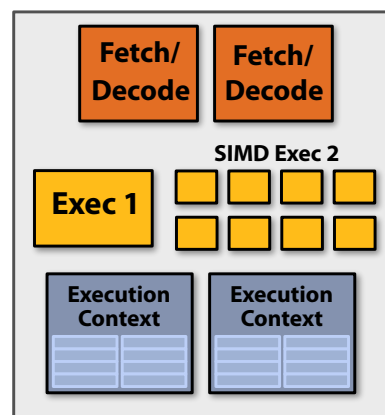 Fetch/
Decode
Fetch/
Decode
SIMD Exec 2
Exec 1
Execution
Context
Execution
Context